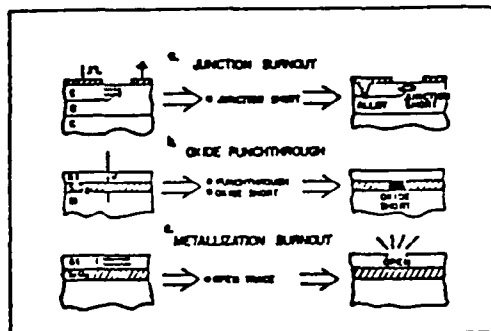 a. JUNCTION BURNOUT
E
B
C
JUNCTION SHORT
ALLOY
JUNCTION
SHORT
b. OXIDE PUNCHTHROUGH
PUNCHTHROUGH
OXIDE SHORT
OXIDE
SHORT
c. METALLIZATION BURNOUT
OPEN TRACE
OPEN